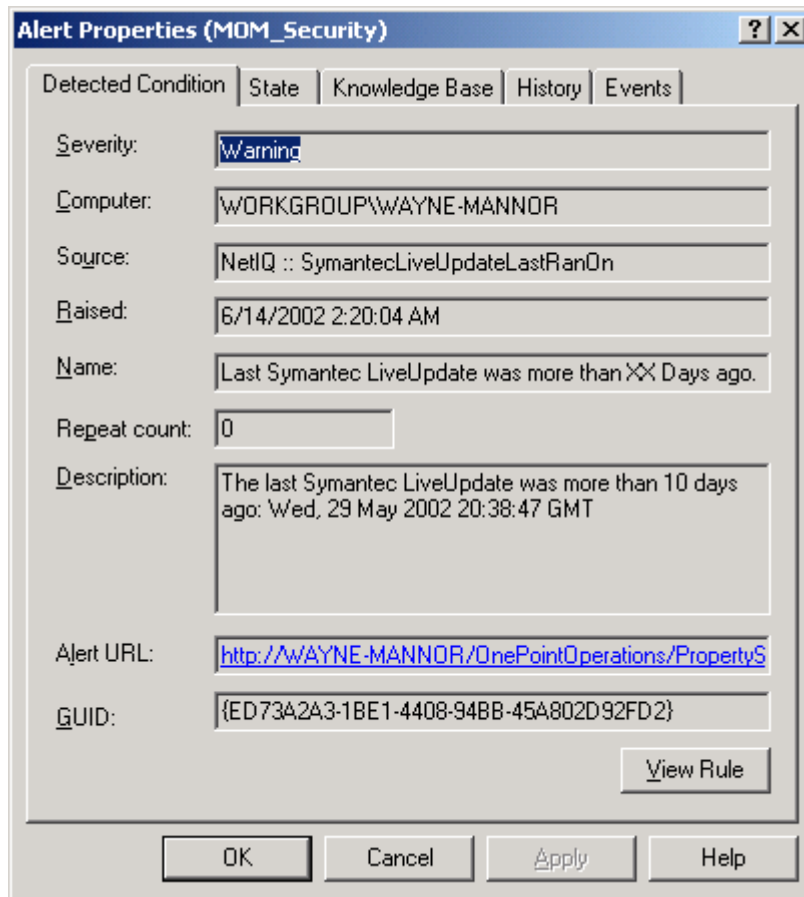 Alert Properties (MOM_Security)
Detected Condition State Knowledge Base History Events
Severity: Warning
Computer: WORKGROUP\WAYNE-MANNOR
Source: NetIQ :: SymantecLiveUpdateLastRanOn
Raised: 6/14/2002 2:20:04 AM
Name: Last Symantec LiveUpdate was more than XX Days ago.
Repeat count: 0
Description: The last Symantec LiveUpdate was more than 10 days
ago: Wed, 29 May 2002 20:38:47 GMT
Alert URL: http://WAYNE-MANNOR/OnePointOperations/PropertyS
GUID: {ED73A2A3-1BE1-4408-94BB-45A802D92FD2}
View Rule
OK Cancel Apply Help